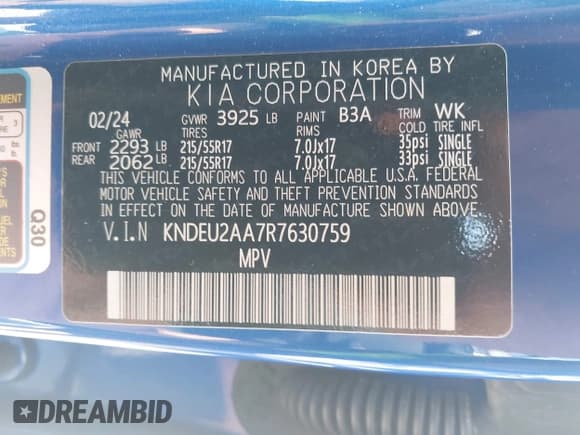 MANUFACTURED IN KOREA BY
KIA CORPORATION
02/24 GVWR 3925 LB PAINT B3A TRIM WK
GAWR TIRES RIMS COLD TIRE INFL
FRONT 2293 LB 215/55R17 7.0Jx17 35psi SINGLE
REAR 2062 LB 215/55R17 7.0Jx17 33psi SINGLE
THIS VEHICLE CONFORMS TO ALL APPLICABLE U.S.A. FEDERAL
MOTOR VEHICLE SAFETY AND THEFT PREVENTION STANDARDS
IN EFFECT ON THE DATE OF MANUFACTURE SHOWN ABOVE.
V.I.N KNDEU2AA7R7630759
MPV
Q30
DREAMBID